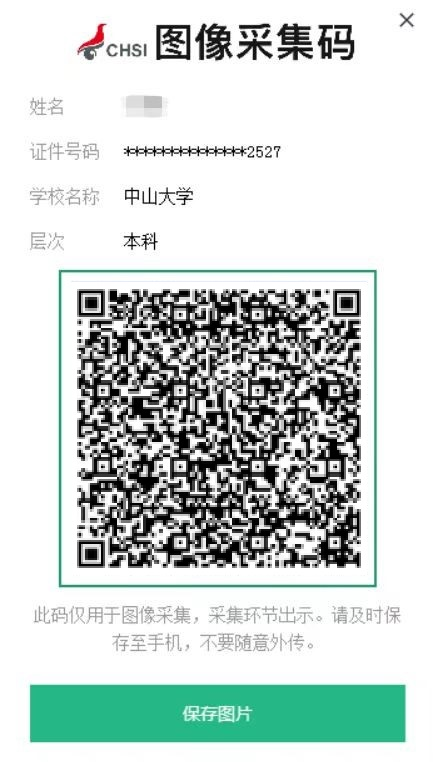 CHSI 图像采集码
姓名
证件号码 **************2527
学校名称 中山大学
层次 本科
此码仅用于图像采集，采集环节出示。请及时保
存至手机，不要随意外传。
保存图片